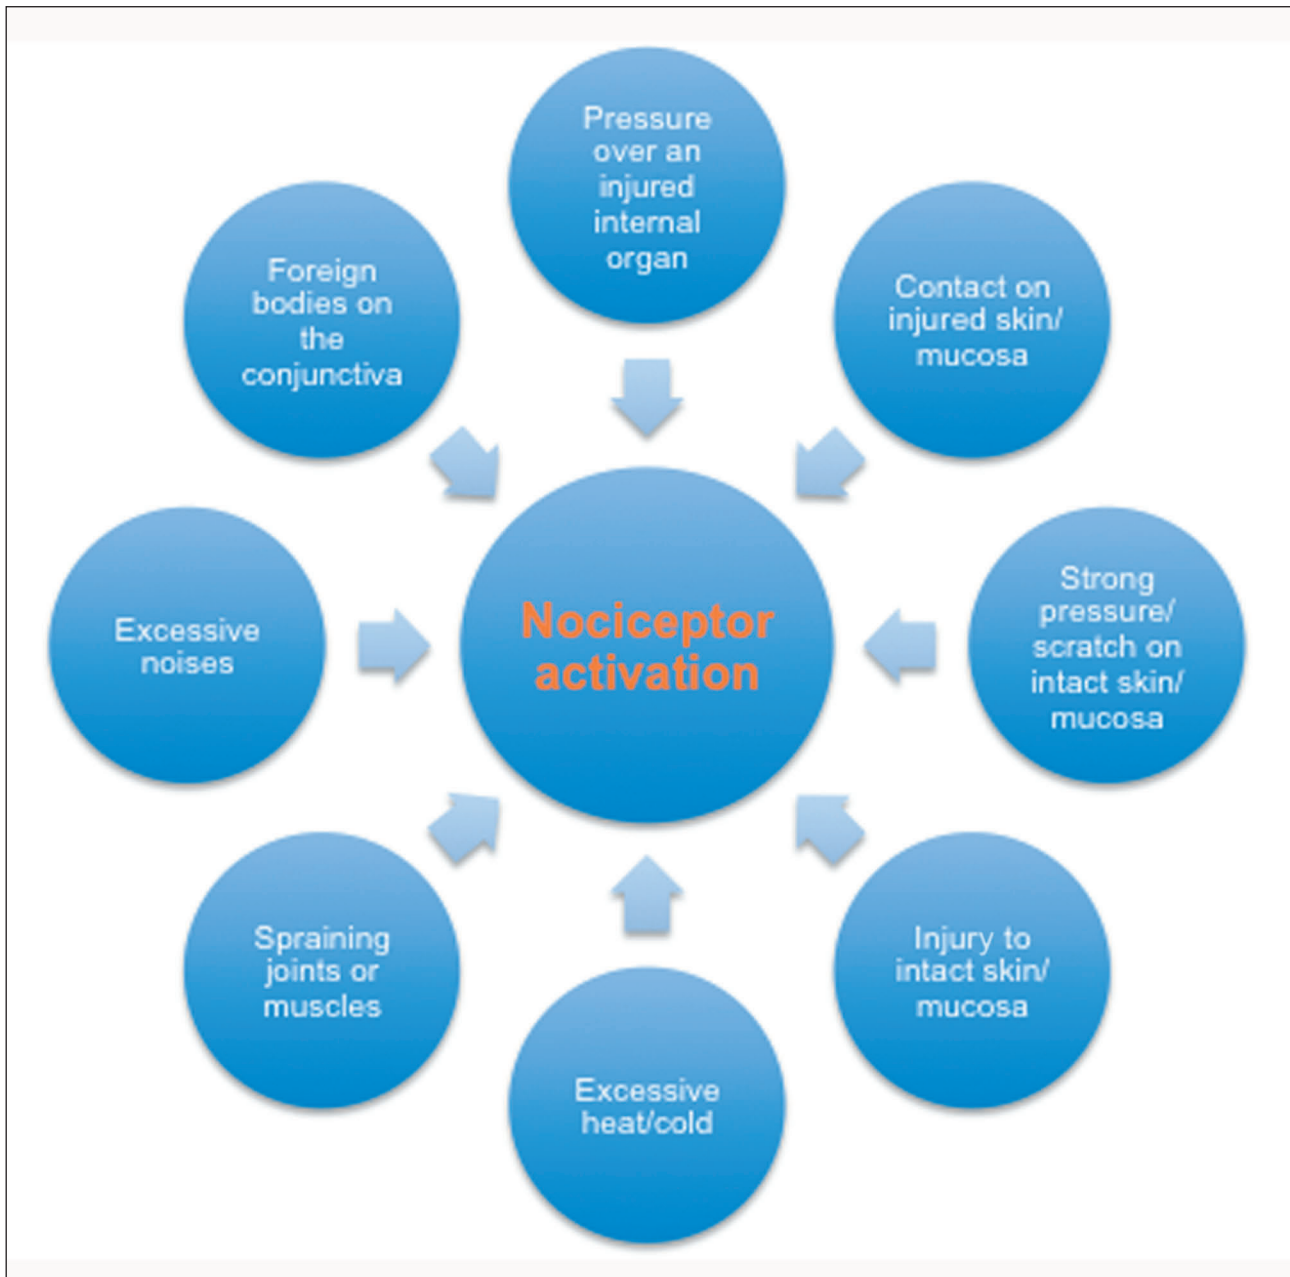 Pressure
over an
injured
internal
organ
Contact on
injured skin/
mucosa
Strong
pressure/
scratch on
intact skin/
mucosa
Injury to
intact skin/
mucosa
Excessive
heat/cold
Spraining
joints or
muscles
Excessive
noises
Foreign
bodies on
the
conjunctiva
Nociceptor
activation